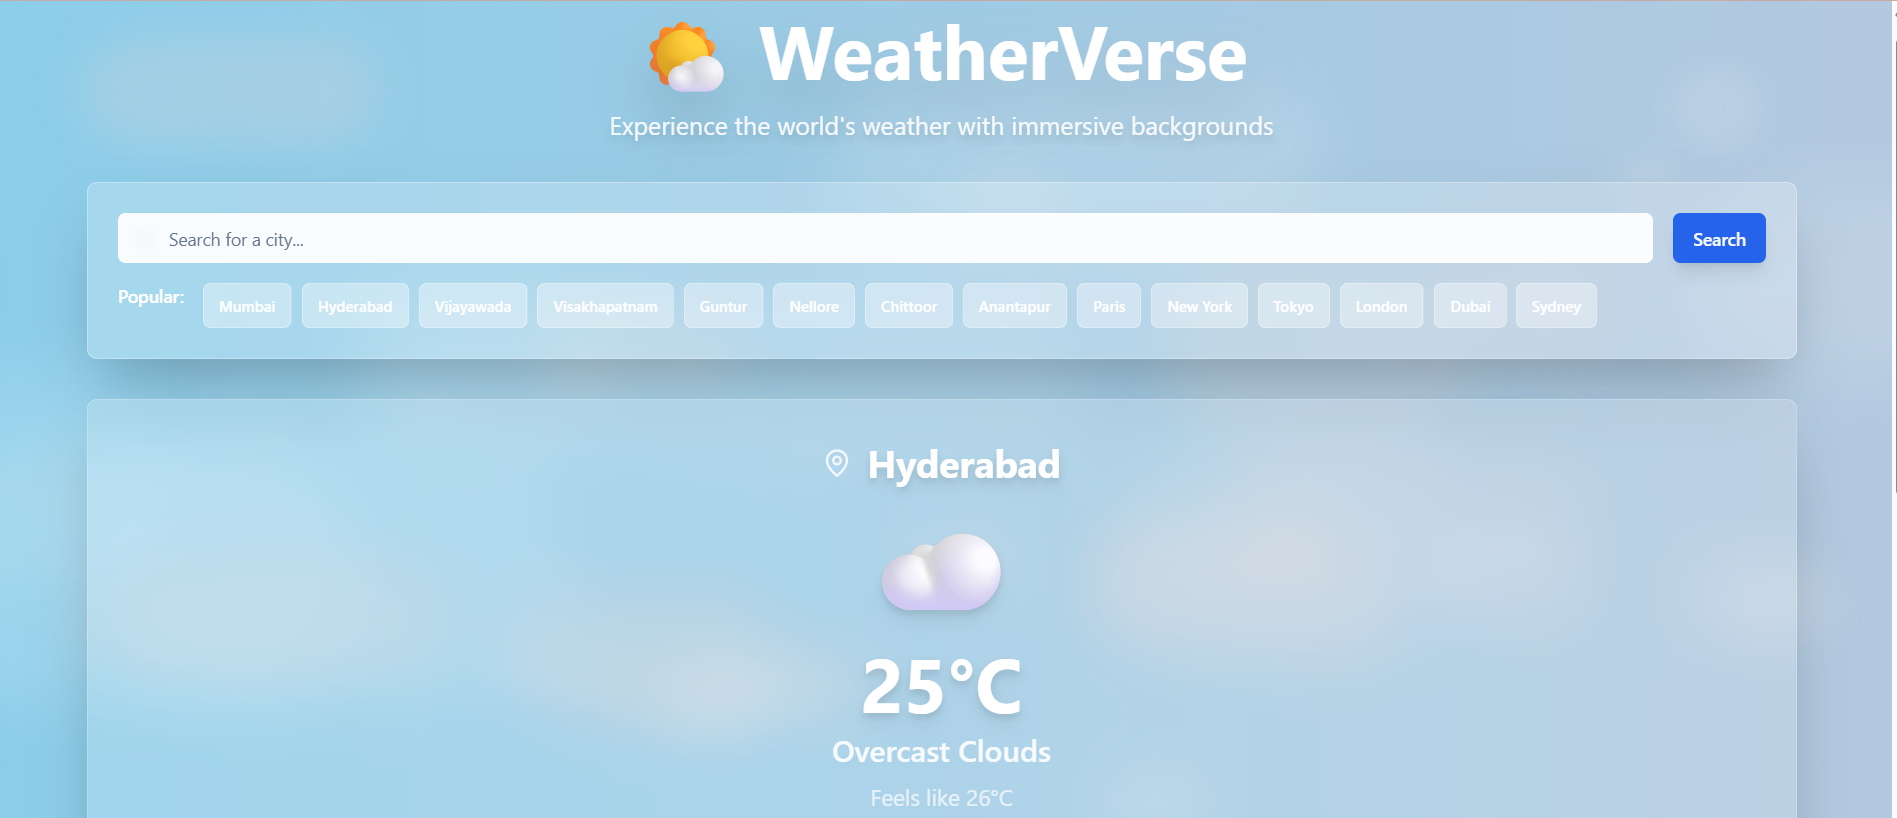 WeatherVerse
Experience the world's weather with immersive backgrounds
Search for a city...
Search
Popular: Mumbai Hyderabad Vijayawada Visakhapatnam Guntur Nellore Chittoor Anantapur Paris New York Tokyo London Dubai Sydney
Hyderabad
25°C
Overcast Clouds
Feels like 26°C